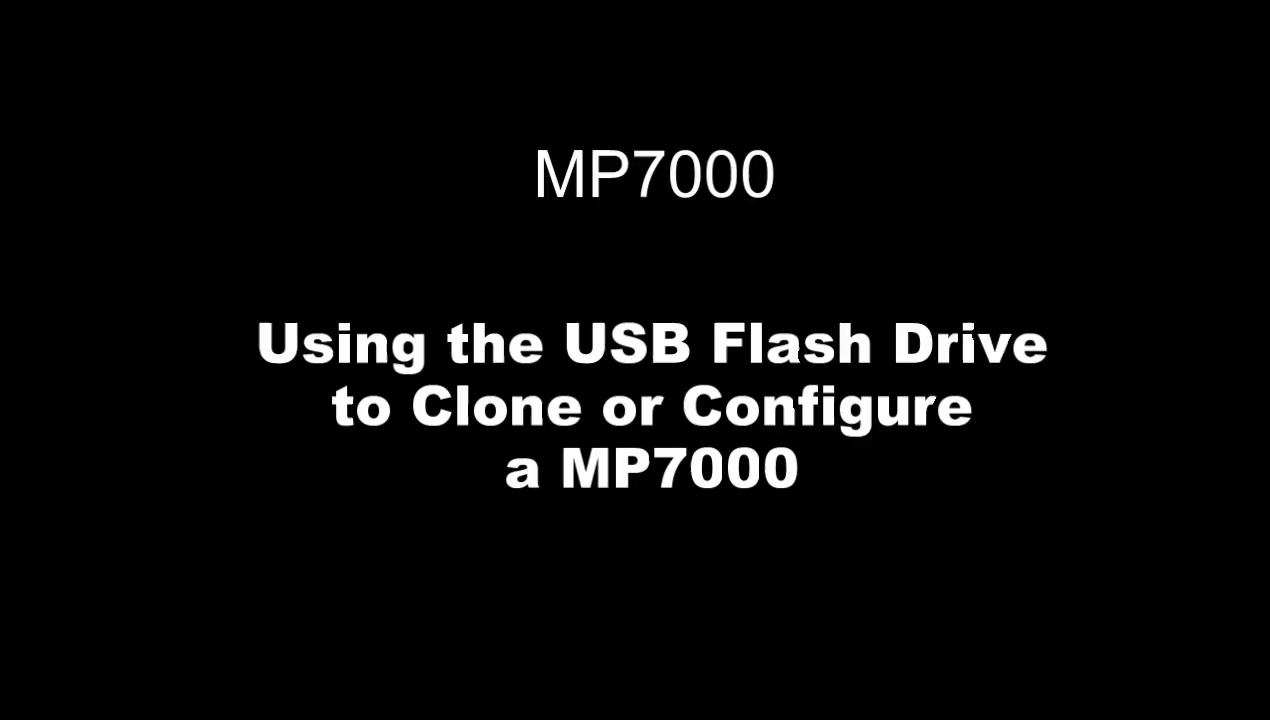 MP7000
Using the USB Flash Drive
to Clone or Configure
a MP7000